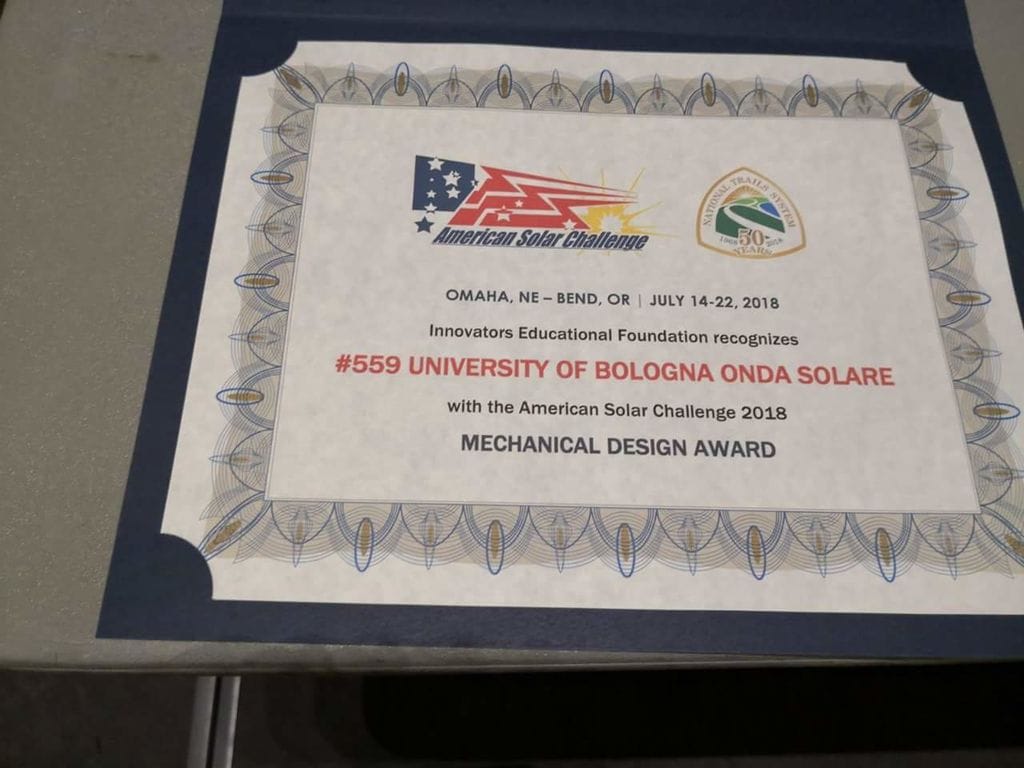 American Solar Challenge
NATIONAL TRAILS SYSTEM
1968 50 2018
YEARS
OMAHA, NE – BEND, OR | JULY 14-22, 2018
Innovators Educational Foundation recognizes
#559 UNIVERSITY OF BOLOGNA ONDA SOLARE
with the American Solar Challenge 2018
MECHANICAL DESIGN AWARD